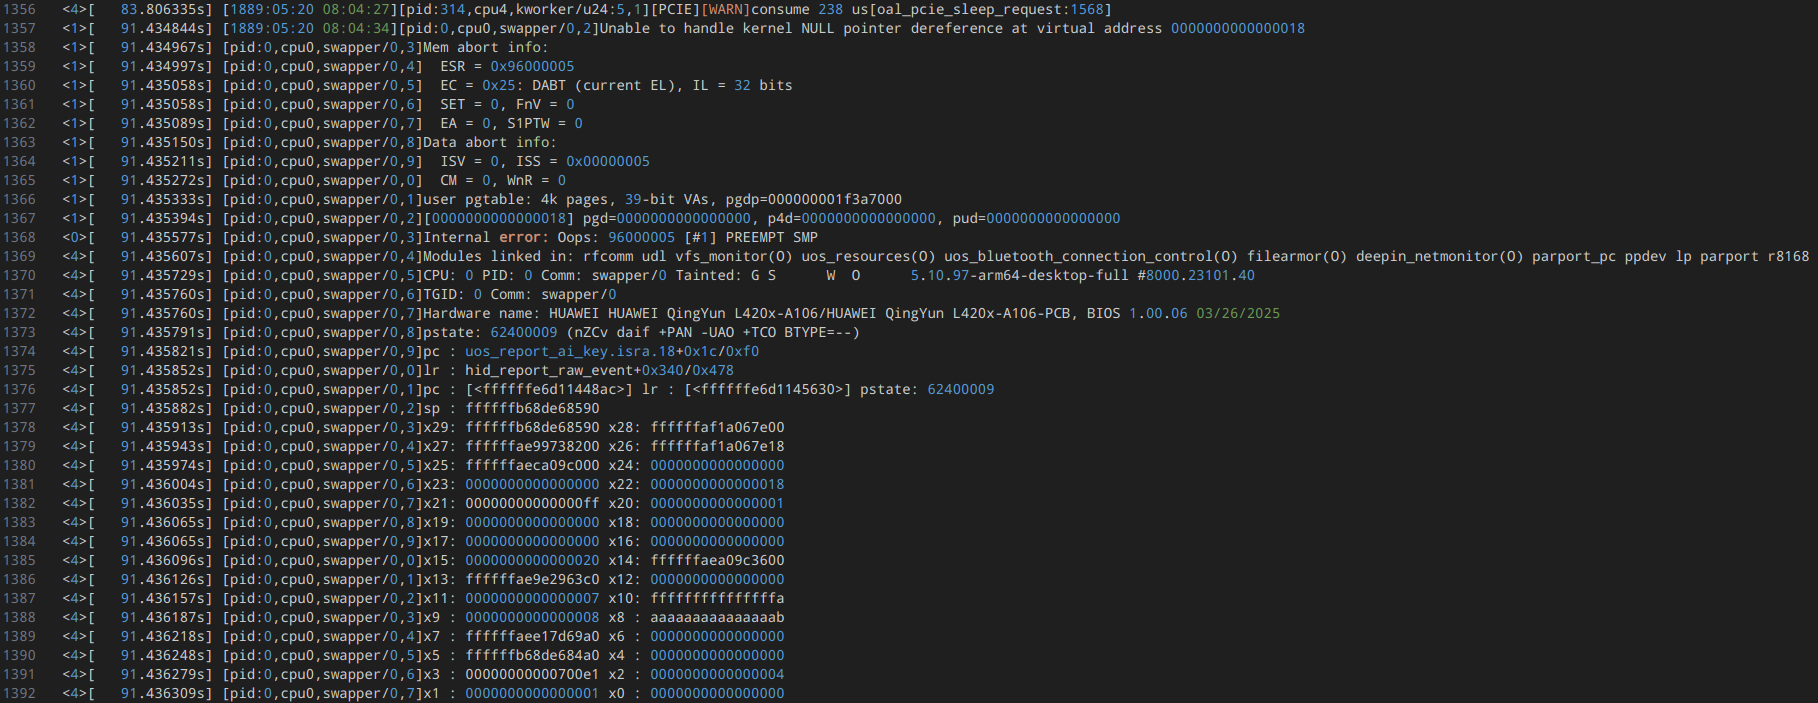 1356 <4>[ 83.806335s] [1889:05:20 08:04:27][pid:314,cpu4,kworker/u24:5,1][PCIE][WARN]consume 238 us[oal_pcie_sleep_request:1568]
1357 <1>[ 91.434844s] [1889:05:20 08:04:34][pid:0,cpu0,swapper/0,2]Unable to handle kernel NULL pointer dereference at virtual address 0000000000000018
1358 <1>[ 91.434967s] [pid:0,cpu0,swapper/0,3]Mem abort info:
1359 <1>[ 91.434997s] [pid:0,cpu0,swapper/0,4] ESR = 0x96000005
1360 <1>[ 91.435058s] [pid:0,cpu0,swapper/0,5] EC = 0x25: DABT (current EL), IL = 32 bits
1361 <1>[ 91.435058s] [pid:0,cpu0,swapper/0,6] SET = 0, FnV = 0
1362 <1>[ 91.435089s] [pid:0,cpu0,swapper/0,7] EA = 0, S1PTW = 0
1363 <1>[ 91.435150s] [pid:0,cpu0,swapper/0,8]Data abort info:
1364 <1>[ 91.435211s] [pid:0,cpu0,swapper/0,9] ISV = 0, ISS = 0x00000005
1365 <1>[ 91.435272s] [pid:0,cpu0,swapper/0,0] CM = 0, WnR = 0
1366 <1>[ 91.435333s] [pid:0,cpu0,swapper/0,1]user pgtable: 4k pages, 39-bit VAs, pgdp=000000001f3a7000
1367 <1>[ 91.435394s] [pid:0,cpu0,swapper/0,2][0000000000000018] pgd=0000000000000000, p4d=0000000000000000, pud=0000000000000000
1368 <0>[ 91.435577s] [pid:0,cpu0,swapper/0,3]Internal error: Oops: 96000005 [#1] PREEMPT SMP
1369 <4>[ 91.435607s] [pid:0,cpu0,swapper/0,4]Modules linked in: rfcomm udl vfs_monitor(O) uos_resources(O) uos_bluetooth_connection_control(O) filearmor(O) deepin_netmonitor(O) parport_pc ppdev lp parport r8168
1370 <4>[ 91.435729s] [pid:0,cpu0,swapper/0,5]CPU: 0 PID: 0 Comm: swapper/0 Tainted: G S W O 5.10.97-arm64-desktop-full #8000.23101.40
1371 <4>[ 91.435760s] [pid:0,cpu0,swapper/0,6]TGID: 0 Comm: swapper/0
1372 <4>[ 91.435760s] [pid:0,cpu0,swapper/0,7]Hardware name: HUAWEI HUAWEI QingYun L420x-A106/HUAWEI QingYun L420x-A106-PCB, BIOS 1.00.06 03/26/2025
1373 <4>[ 91.435791s] [pid:0,cpu0,swapper/0,8]pstate: 62400009 (nZCv daif +PAN -UAO +TCO BTYPE=--)
1374 <4>[ 91.435821s] [pid:0,cpu0,swapper/0,9]pc : uos_report_ai_key.isra.18+0x1c/0xf0
1375 <4>[ 91.435852s] [pid:0,cpu0,swapper/0,0]lr : hid_report_raw_event+0x340/0x478
1376 <4>[ 91.435852s] [pid:0,cpu0,swapper/0,1]pc : [<ffffffe6d11448ac>] lr : [<ffffffe6d1145630>] pstate: 62400009
1377 <4>[ 91.435882s] [pid:0,cpu0,swapper/0,2]sp : ffffffb68de68590
1378 <4>[ 91.435913s] [pid:0,cpu0,swapper/0,3]x29: ffffffb68de68590 x28: ffffffaf1a067e00
1379 <4>[ 91.435943s] [pid:0,cpu0,swapper/0,4]x27: ffffffae99738200 x26: ffffffaf1a067e18
1380 <4>[ 91.435974s] [pid:0,cpu0,swapper/0,5]x25: ffffffaeca09c000 x24: 0000000000000000
1381 <4>[ 91.436004s] [pid:0,cpu0,swapper/0,6]x23: 0000000000000000 x22: 0000000000000018
1382 <4>[ 91.436035s] [pid:0,cpu0,swapper/0,7]x21: 00000000000000ff x20: 0000000000000001
1383 <4>[ 91.436065s] [pid:0,cpu0,swapper/0,8]x19: 0000000000000000 x18: 0000000000000000
1384 <4>[ 91.436065s] [pid:0,cpu0,swapper/0,9]x17: 0000000000000000 x16: 0000000000000000
1385 <4>[ 91.436096s] [pid:0,cpu0,swapper/0,0]x15: 0000000000000020 x14: ffffffaea09c3600
1386 <4>[ 91.436126s] [pid:0,cpu0,swapper/0,1]x13: ffffffae9e2963c0 x12: 0000000000000000
1387 <4>[ 91.436157s] [pid:0,cpu0,swapper/0,2]x11: 0000000000000007 x10: fffffffffffffffa
1388 <4>[ 91.436187s] [pid:0,cpu0,swapper/0,3]x9 : 0000000000000008 x8 : aaaaaaaaaaaaaaab
1389 <4>[ 91.436218s] [pid:0,cpu0,swapper/0,4]x7 : ffffffaee17d69a0 x6 : 0000000000000000
1390 <4>[ 91.436248s] [pid:0,cpu0,swapper/0,5]x5 : ffffffb68de684a0 x4 : 0000000000000000
1391 <4>[ 91.436279s] [pid:0,cpu0,swapper/0,6]x3 : 00000000000700e1 x2 : 0000000000000004
1392 <4>[ 91.436309s] [pid:0,cpu0,swapper/0,7]x1 : 0000000000000001 x0 : 0000000000000000